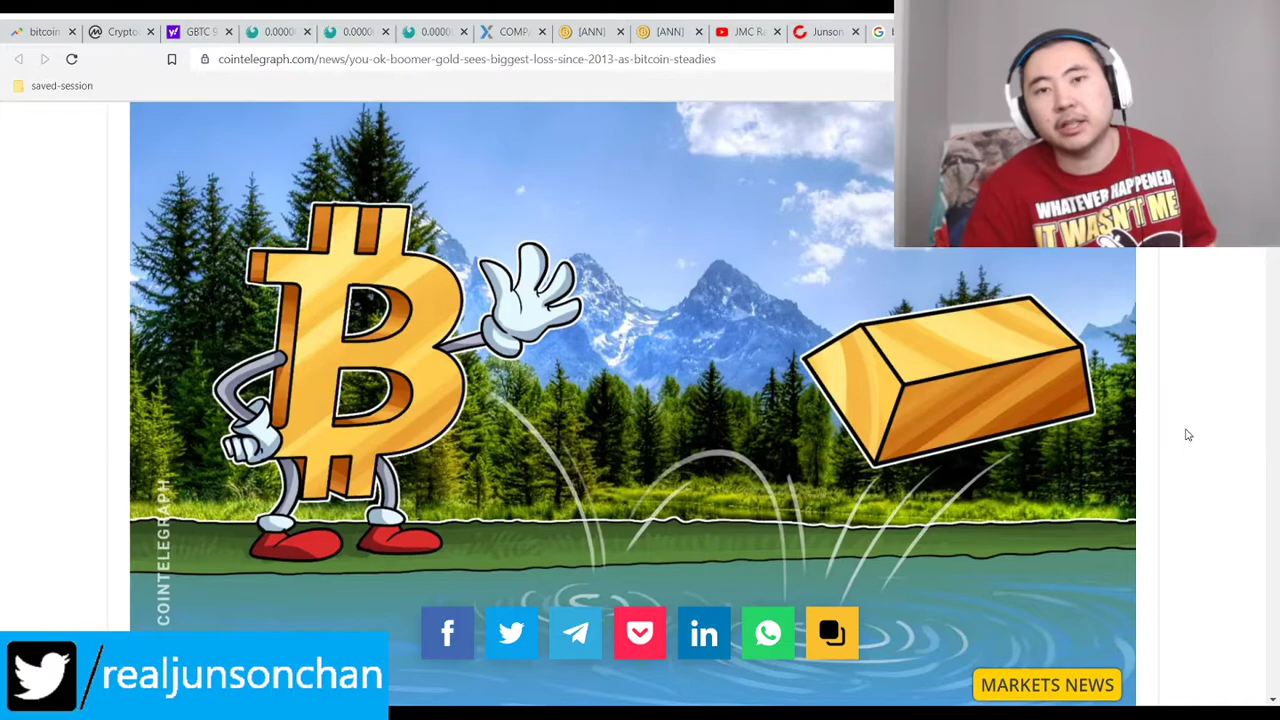 bitcoin
Crypto
GBTC S
0.0000
0.0000
0.0000
COMP.
[ANN]
[ANN]
JMC Ra
Junson
cointelegraph.com/news/you-ok-boomer-gold-sees-biggest-loss-since-2013-as-bitcoin-steadies
saved-session
WHATEVER HAPPENED,
IT WASN'T ME
COINTELEGRAPH
/realjunsonchan
MARKETS NEWS